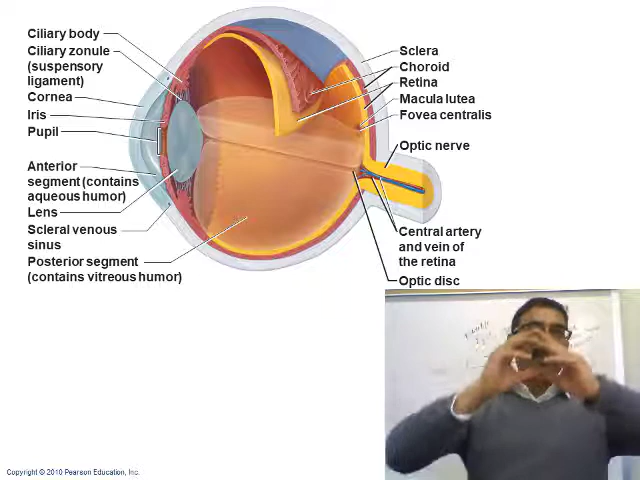 Ciliary body
Ciliary zonule
(suspensory
ligament)
Cornea
Iris
Pupil
Anterior
segment (contains
aqueous humor)
Lens
Scleral venous
sinus
Posterior segment
(contains vitreous humor)
Sclera
Choroid
Retina
Macula lutea
Fovea centralis
Optic nerve
Central artery
and vein of
the retina
Optic disc
Copyright © 2010 Pearson Education, Inc.